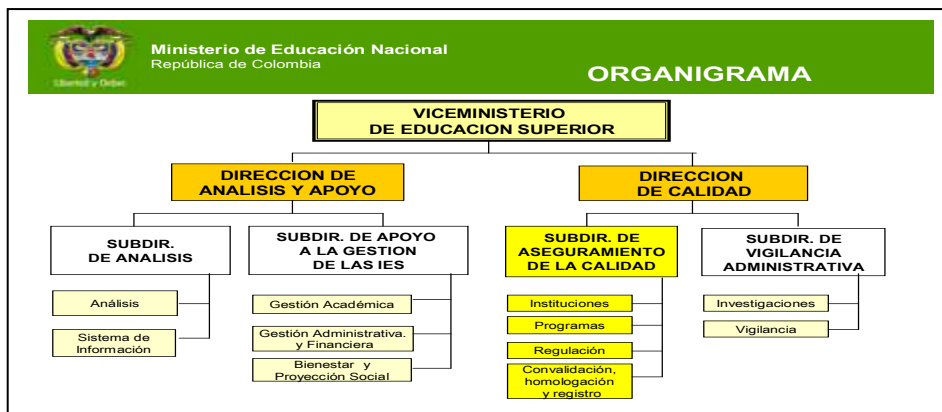 Ministerio de Educación Nacional
República de Colombia
ORGANIGRAMA
Libertad y Orden
VICEMINISTERIO
DE EDUCACION SUPERIOR
DIRECCION DE
ANALISIS Y APOYO
DIRECCION
DE CALIDAD
SUBDIR.
DE ANALISIS
SUBDIR. DE APOYO
A LA GESTION
DE LAS IES
SUBDIR. DE
ASEGURAMIENTO
DE LA CALIDAD
SUBDIR. DE
VIGILANCIA
ADMINISTRATIVA
Análisis
Sistema de
Información
Gestión Académica
Gestión Administrativa.
y Financiera
Bienestar y
Proyección Social
Instituciones
Programas
Regulación
Convalidación,
homologación
y registro
Investigaciones
Vigilancia